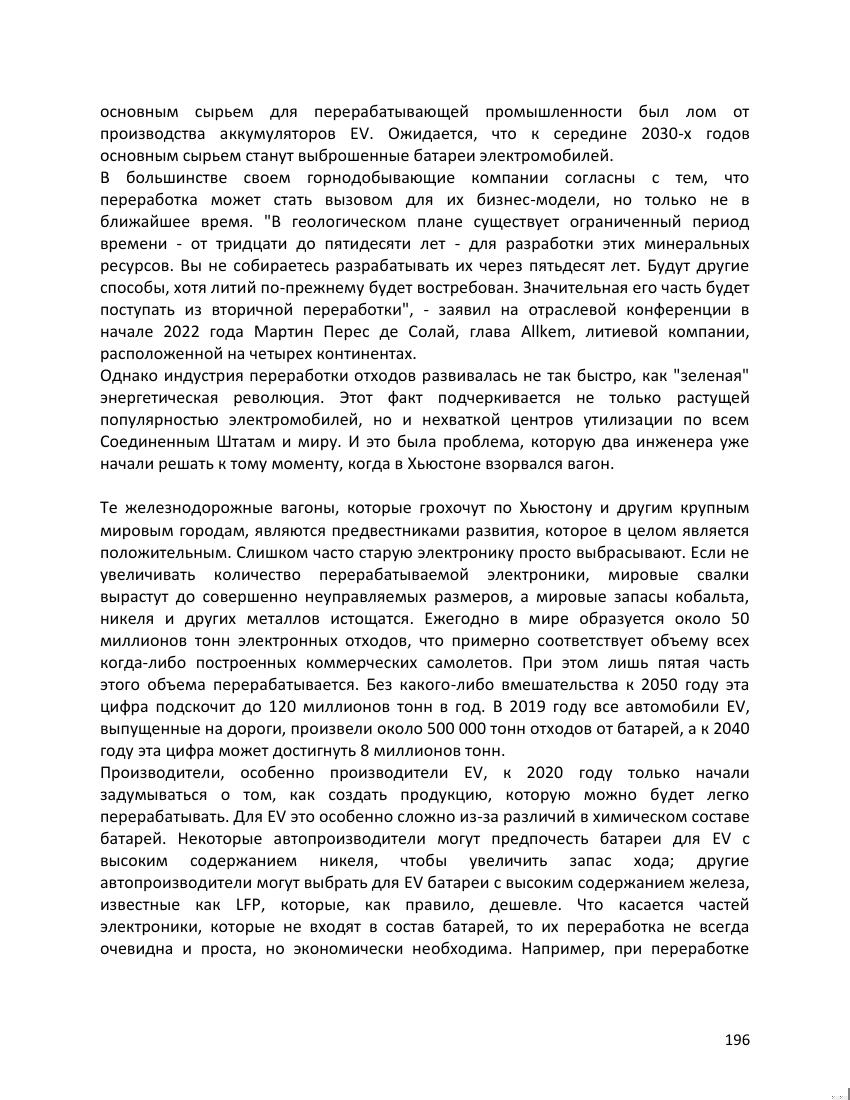 основным сырьем для перерабатывающей промышленности был лом от
производства аккумуляторов EV. Ожидается, что к середине 2030-х годов
основным сырьем станут выброшенные батареи электромобилей.
В большинстве своем горнодобывающие компании согласны с тем, что
переработка может стать вызовом для их бизнес-модели, но только не в
ближайшее время. "В геологическом плане существует ограниченный период
времени - от тридцати до пятидесяти лет - для разработки этих минеральных
ресурсов. Вы не собираетесь разрабатывать их через пятьдесят лет. Будут другие
способы, хотя литий по-прежнему будет востребован. Значительная его часть будет
поступать из вторичной переработки", - заявил на отраслевой конференции в
начале 2022 года Мартин Перес де Солай, глава Allkem, литиевой компании,
расположенной на четырех континентах.
Однако индустрия переработки отходов развивалась не так быстро, как "зеленая"
энергетическая революция. Этот факт подчеркивается не только растущей
популярностью электромобилей, но и нехваткой центров утилизации по всем
Соединенным Штатам и миру. И это была проблема, которую два инженера уже
начали решать к тому моменту, когда в Хьюстоне взорвался вагон.
Те железнодорожные вагоны, которые грохочут по Хьюстону и другим крупным
мировым городам, являются предвестниками развития, которое в целом является
положительным. Слишком часто старую электронику просто выбрасывают. Если не
увеличивать количество перерабатываемой электроники, мировые свалки
вырастут до совершенно неуправляемых размеров, а мировые запасы кобальта,
никеля и других металлов истощатся. Ежегодно в мире образуется около 50
миллионов тонн электронных отходов, что примерно соответствует объему всех
когда-либо построенных коммерческих самолетов. При этом лишь пятая часть
этого объема перерабатывается. Без какого-либо вмешательства к 2050 году эта
цифра подскочит до 120 миллионов тонн в год. В 2019 году все автомобили EV,
выпущенные на дороги, произвели около 500 000 тонн отходов от батарей, а к 2040
году эта цифра может достигнуть 8 миллионов тонн.
Производители, особенно производители EV, к 2020 году только начали
задумываться о том, как создать продукцию, которую можно будет легко
перерабатывать. Для EV это особенно сложно из-за различий в химическом составе
батарей. Некоторые автопроизводители могут предпочесть батареи для EV с
высоким содержанием никеля, чтобы увеличить запас хода; другие
автопроизводители могут выбрать для EV батареи с высоким содержанием железа,
известные как LFP, которые, как правило, дешевле. Что касается частей
электроники, которые не входят в состав батарей, то их переработка не всегда
очевидна и проста, но экономически необходима. Например, при переработке
196